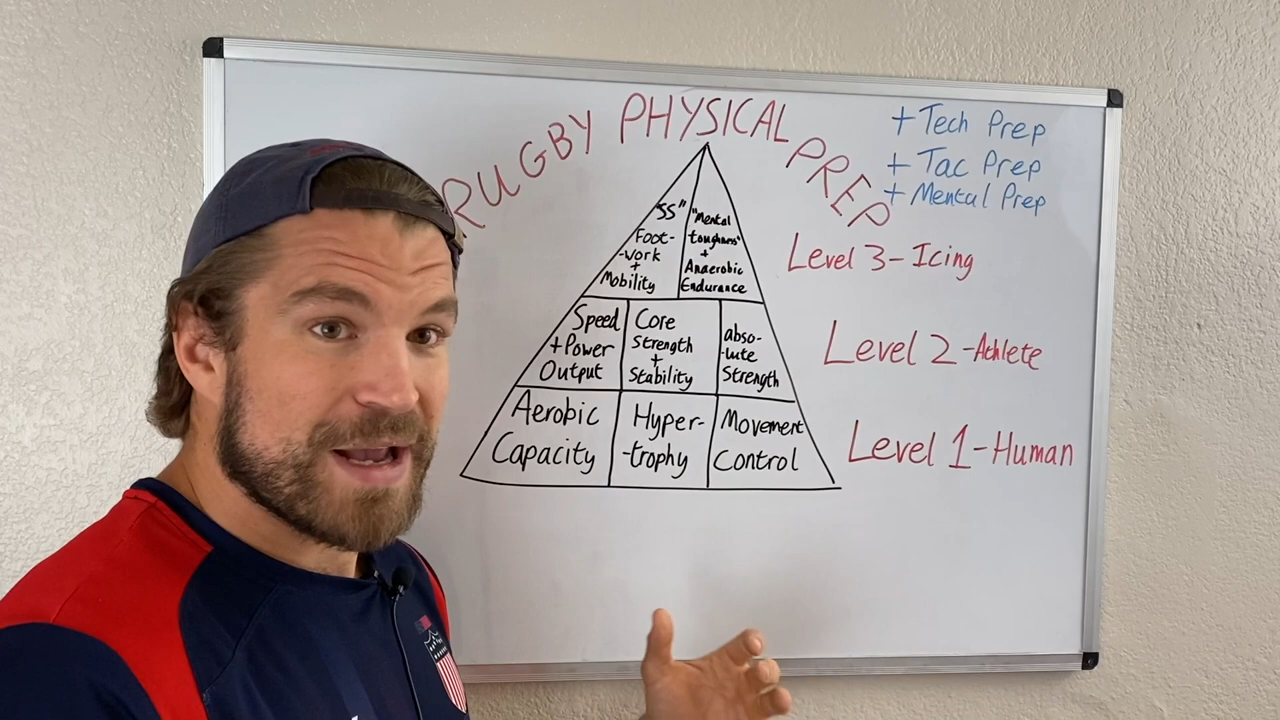 RUGBY PHYSICAL PREP
+ Tech Prep
+ Tac Prep
+ Mental Prep
"SS"
Foot-
-work
+
Mobility
"Mental
toughness"
+
Anaerobic
Endurance
Level 3 - Icing
Speed
+ Power
Output
Core
Strength
+
Stability
abso-
-lute
Strength
Level 2 - Athlete
Aerobic
Capacity
Hyper-
-trophy
Movement
Control
Level 1 - Human